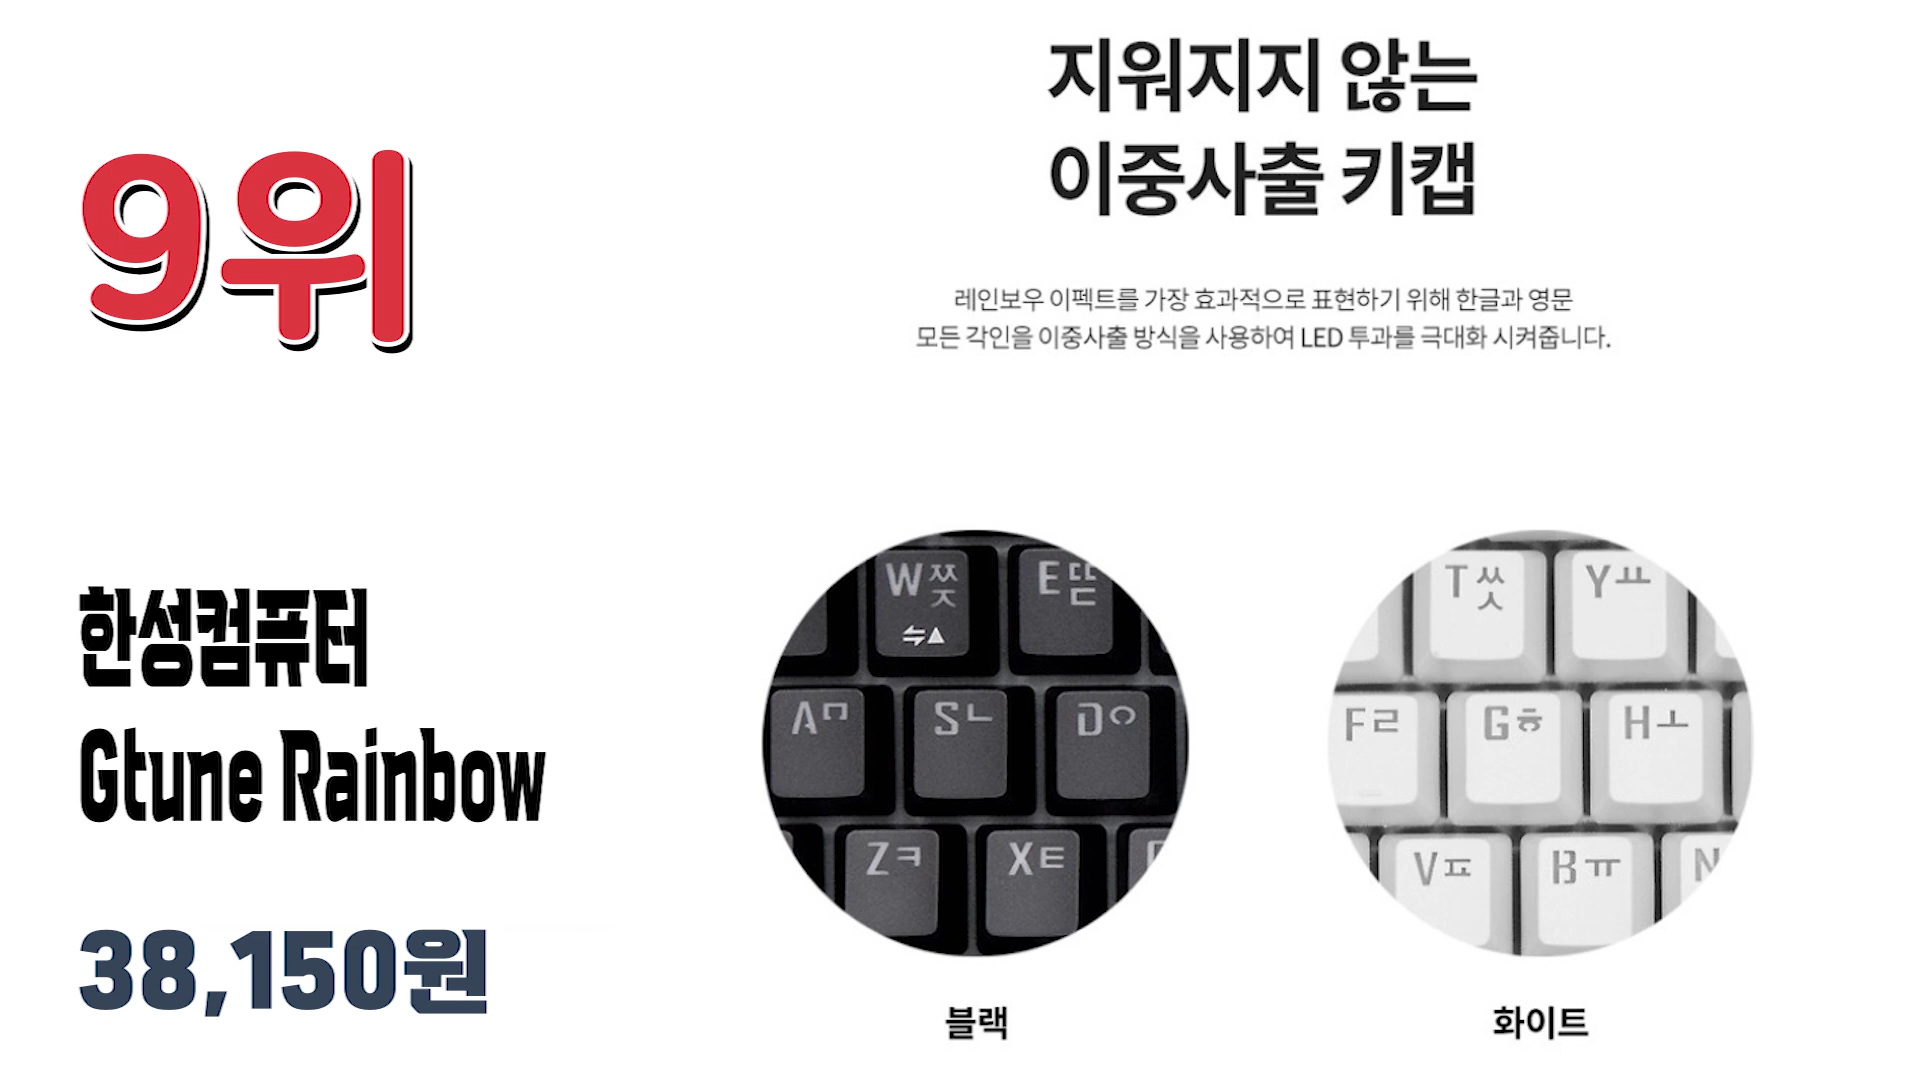 9위
지워지지 않는
이중사출 키캡
레인보우 이펙트를 가장 효과적으로 표현하기 위해 한글과 영문
모든 각인을 이중사출 방식을 사용하여 LED 투과를 극대화 시켜줍니다.
한성컴퓨터
Gtune Rainbow
38,150원
W ㅉ E ㄸ
ㅈ ㄷ
A ㅁ S ㄴ D ㅇ
Z ㅋ X ㅌ
블랙
T ㅆ Y ㅛ
ㅅ
F ㄹ G ㅎ H ㅗ
V ㅍ B ㅠ N
화이트